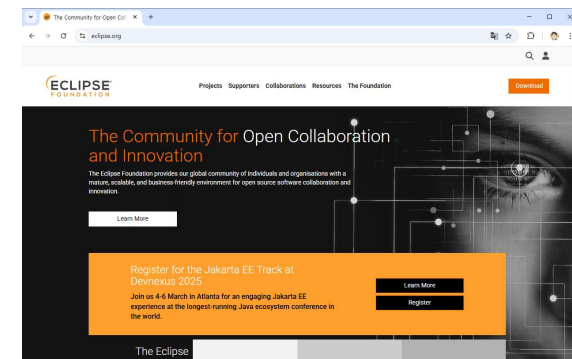 The Community for Open Col
eclipse.org
ECLIPSE
FOUNDATION
Projects Supporters Collaborations Resources The Foundation
Download
The Community for Open Collaboration
and Innovation
The Eclipse Foundation provides our global community of individuals and organisations with a
mature, scalable, and business-friendly environment for open source software collaboration and
innovation.
Learn More
Register for the Jakarta EE Track at
Devnexus 2025
Join us 4-6 March in Atlanta for an engaging Jakarta EE
experience at the longest-running Java ecosystem conference in
the world.
Learn More
Register
The Eclipse